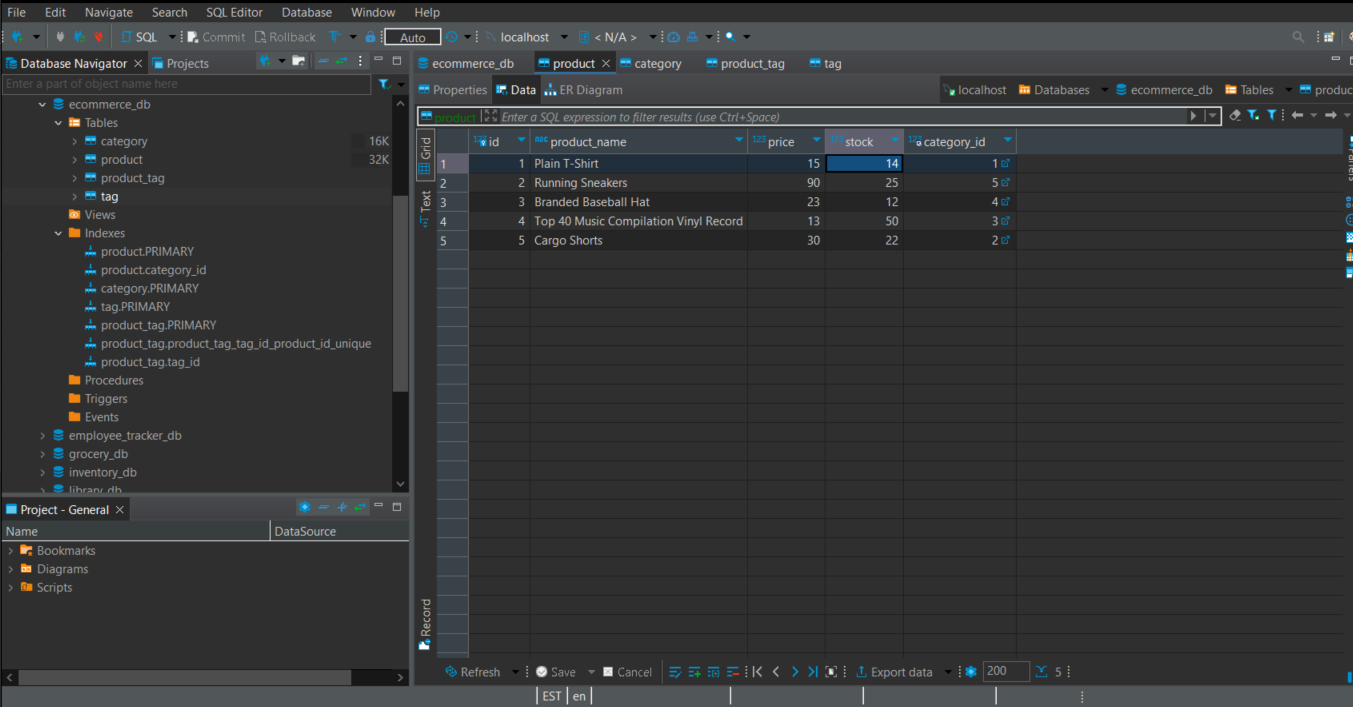 File Edit Navigate Search SQL Editor Database Window Help
SQL Commit Rollback Auto localhost < N/A >
Database Navigator Projects
Enter a part of object name here
ecommerce_db
Tables
category 16K
product 32K
product_tag
tag
Views
Indexes
product.PRIMARY
product.category_id
category.PRIMARY
tag.PRIMARY
product_tag.PRIMARY
product_tag.product_tag_tag_id_product_id_unique
product_tag.tag_id
Procedures
Triggers
Events
employee_tracker_db
grocery_db
inventory_db
library_db
Project - General
Name DataSource
Bookmarks
Diagrams
Scripts
ecommerce_db product category product_tag tag
Properties Data ER Diagram localhost Databases ecommerce_db Tables produc
product Enter a SQL expression to filter results (use Ctrl+Space)
Grid
Text
Record
123 id ABC product_name 123 price 123 stock 123 category_id
1 1 Plain T-Shirt 15 14 1
2 2 Running Sneakers 90 25 5
3 3 Branded Baseball Hat 23 12 4
4 4 Top 40 Music Compilation Vinyl Record 13 50 3
5 5 Cargo Shorts 30 22 2
Refresh Save Cancel Export data 200 5
EST en